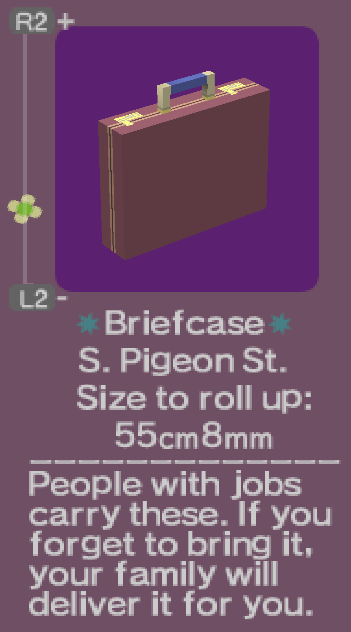 R2 +
L2 -
Briefcase
S. Pigeon St.
Size to roll up:
55cm8mm
People with jobs
carry these. If you
forget to bring it,
your family will
deliver it for you.